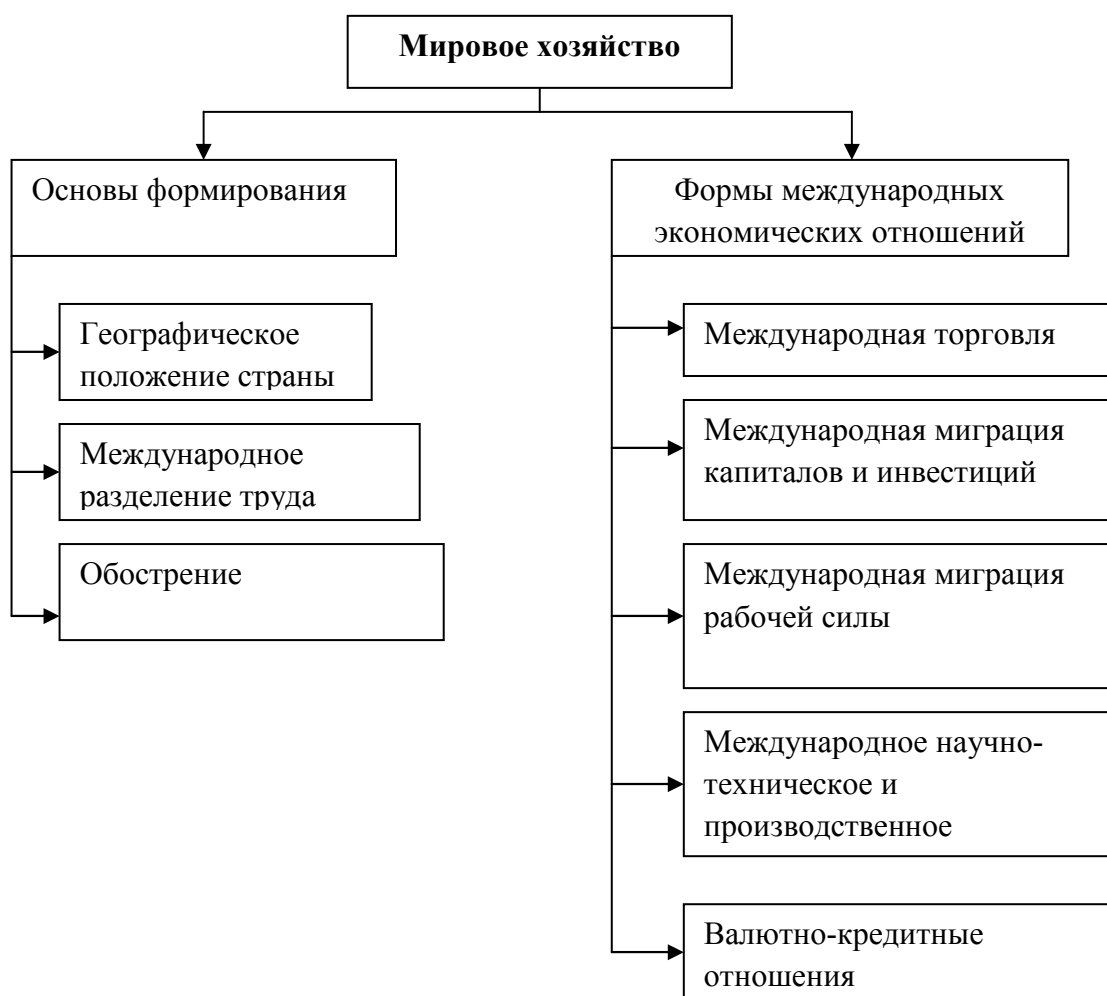 Мировое хозяйство
Основы формирования
Географическое
положение страны
Международное
разделение труда
Обострение
Формы международных
экономических отношений
Международная торговля
Международная миграция
капиталов и инвестиций
Международная миграция
рабочей силы
Международное научно-
техническое и
производственное
Валютно-кредитные
отношения